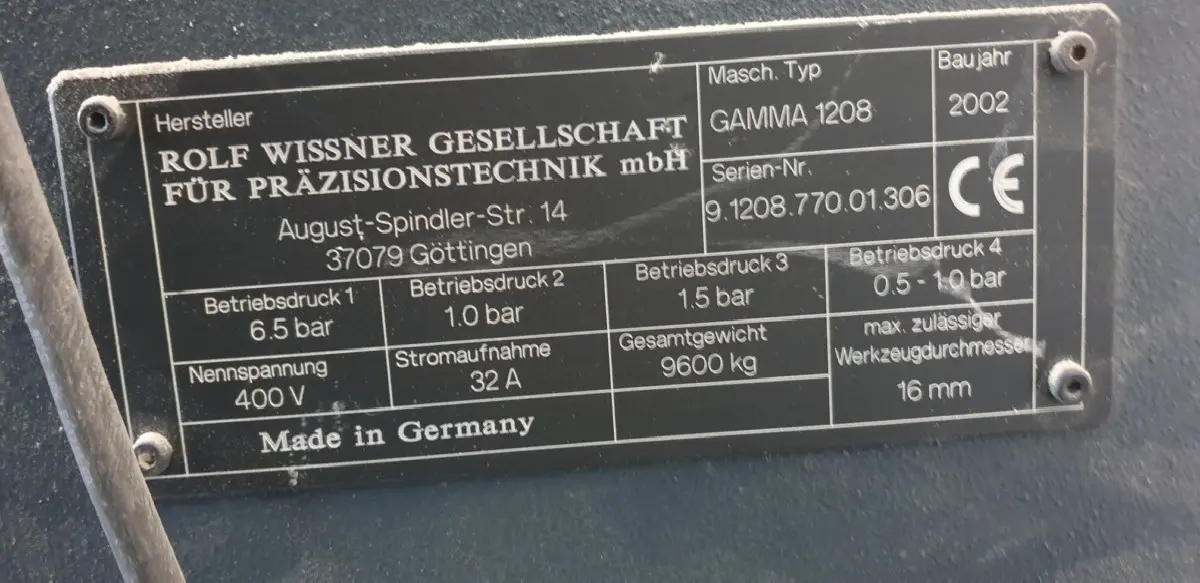 Hersteller
ROLF WISSNER GESELLSCHAFT
FÜR PRÄZISIONSTECHNIK mbH
August-Spindler-Str. 14
37079 Göttingen
Masch. Typ
GAMMA 1208
Baujahr
2002
Serien-Nr.
9.1208.770.01.306
CE
Betriebsdruck 1
6.5 bar
Betriebsdruck 2
1.0 bar
Betriebsdruck 3
1.5 bar
Betriebsdruck 4
0.5 - 1.0 bar
Nennspannung
400 V
Stromaufnahme
32 A
Gesamtgewicht
9600 kg
max. zulässiger
Werkzeugdurchmesser
16 mm
Made in Germany